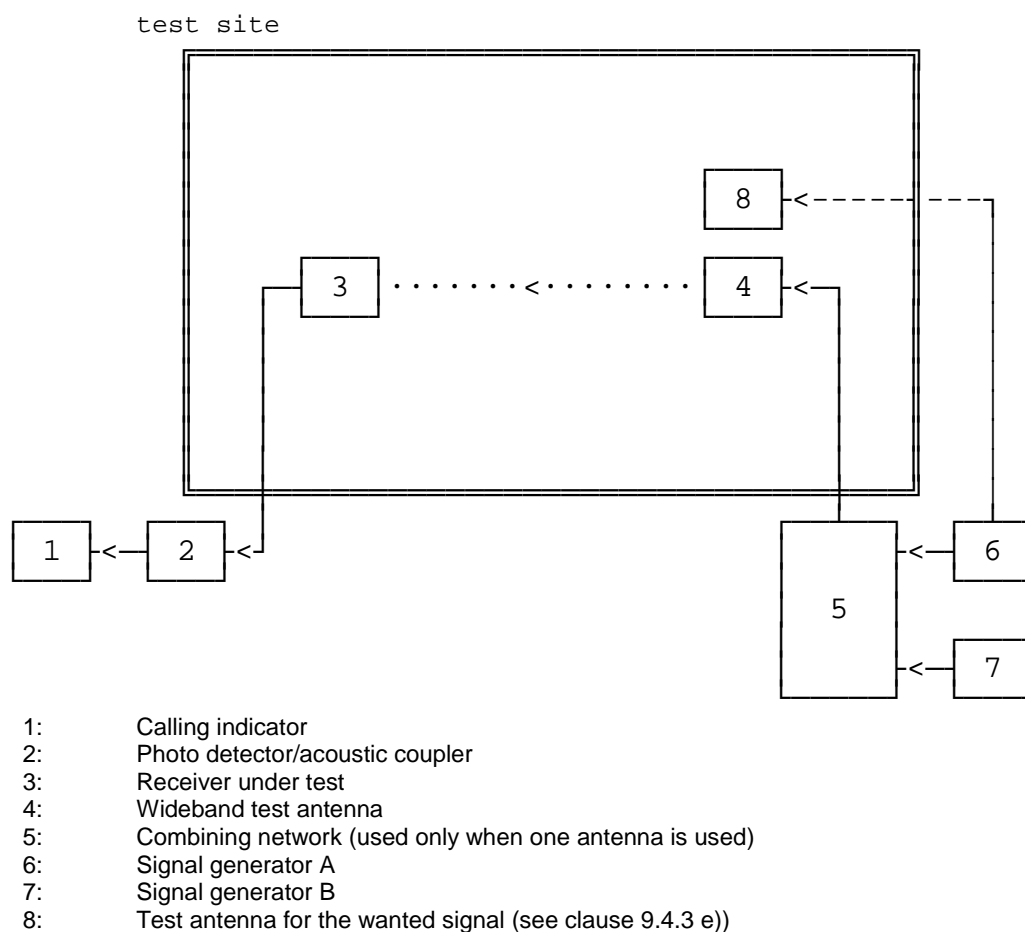 test site
8
3
4
1
2
6
5
7
1: Calling indicator
2: Photo detector/acoustic coupler
3: Receiver under test
4: Wideband test antenna
5: Combining network (used only when one antenna is used)
6: Signal generator A
7: Signal generator B
8: Test antenna for the wanted signal (see clause 9.4.3 e))